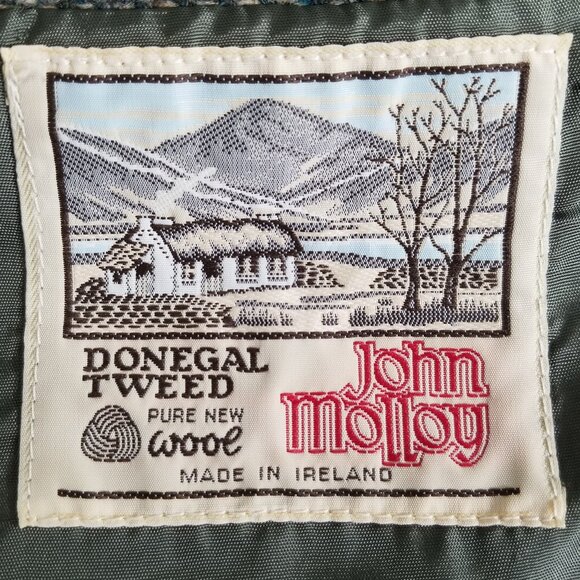 DONEGAL
TWEED
PURE NEW
wool
John
Molloy
MADE IN IRELAND